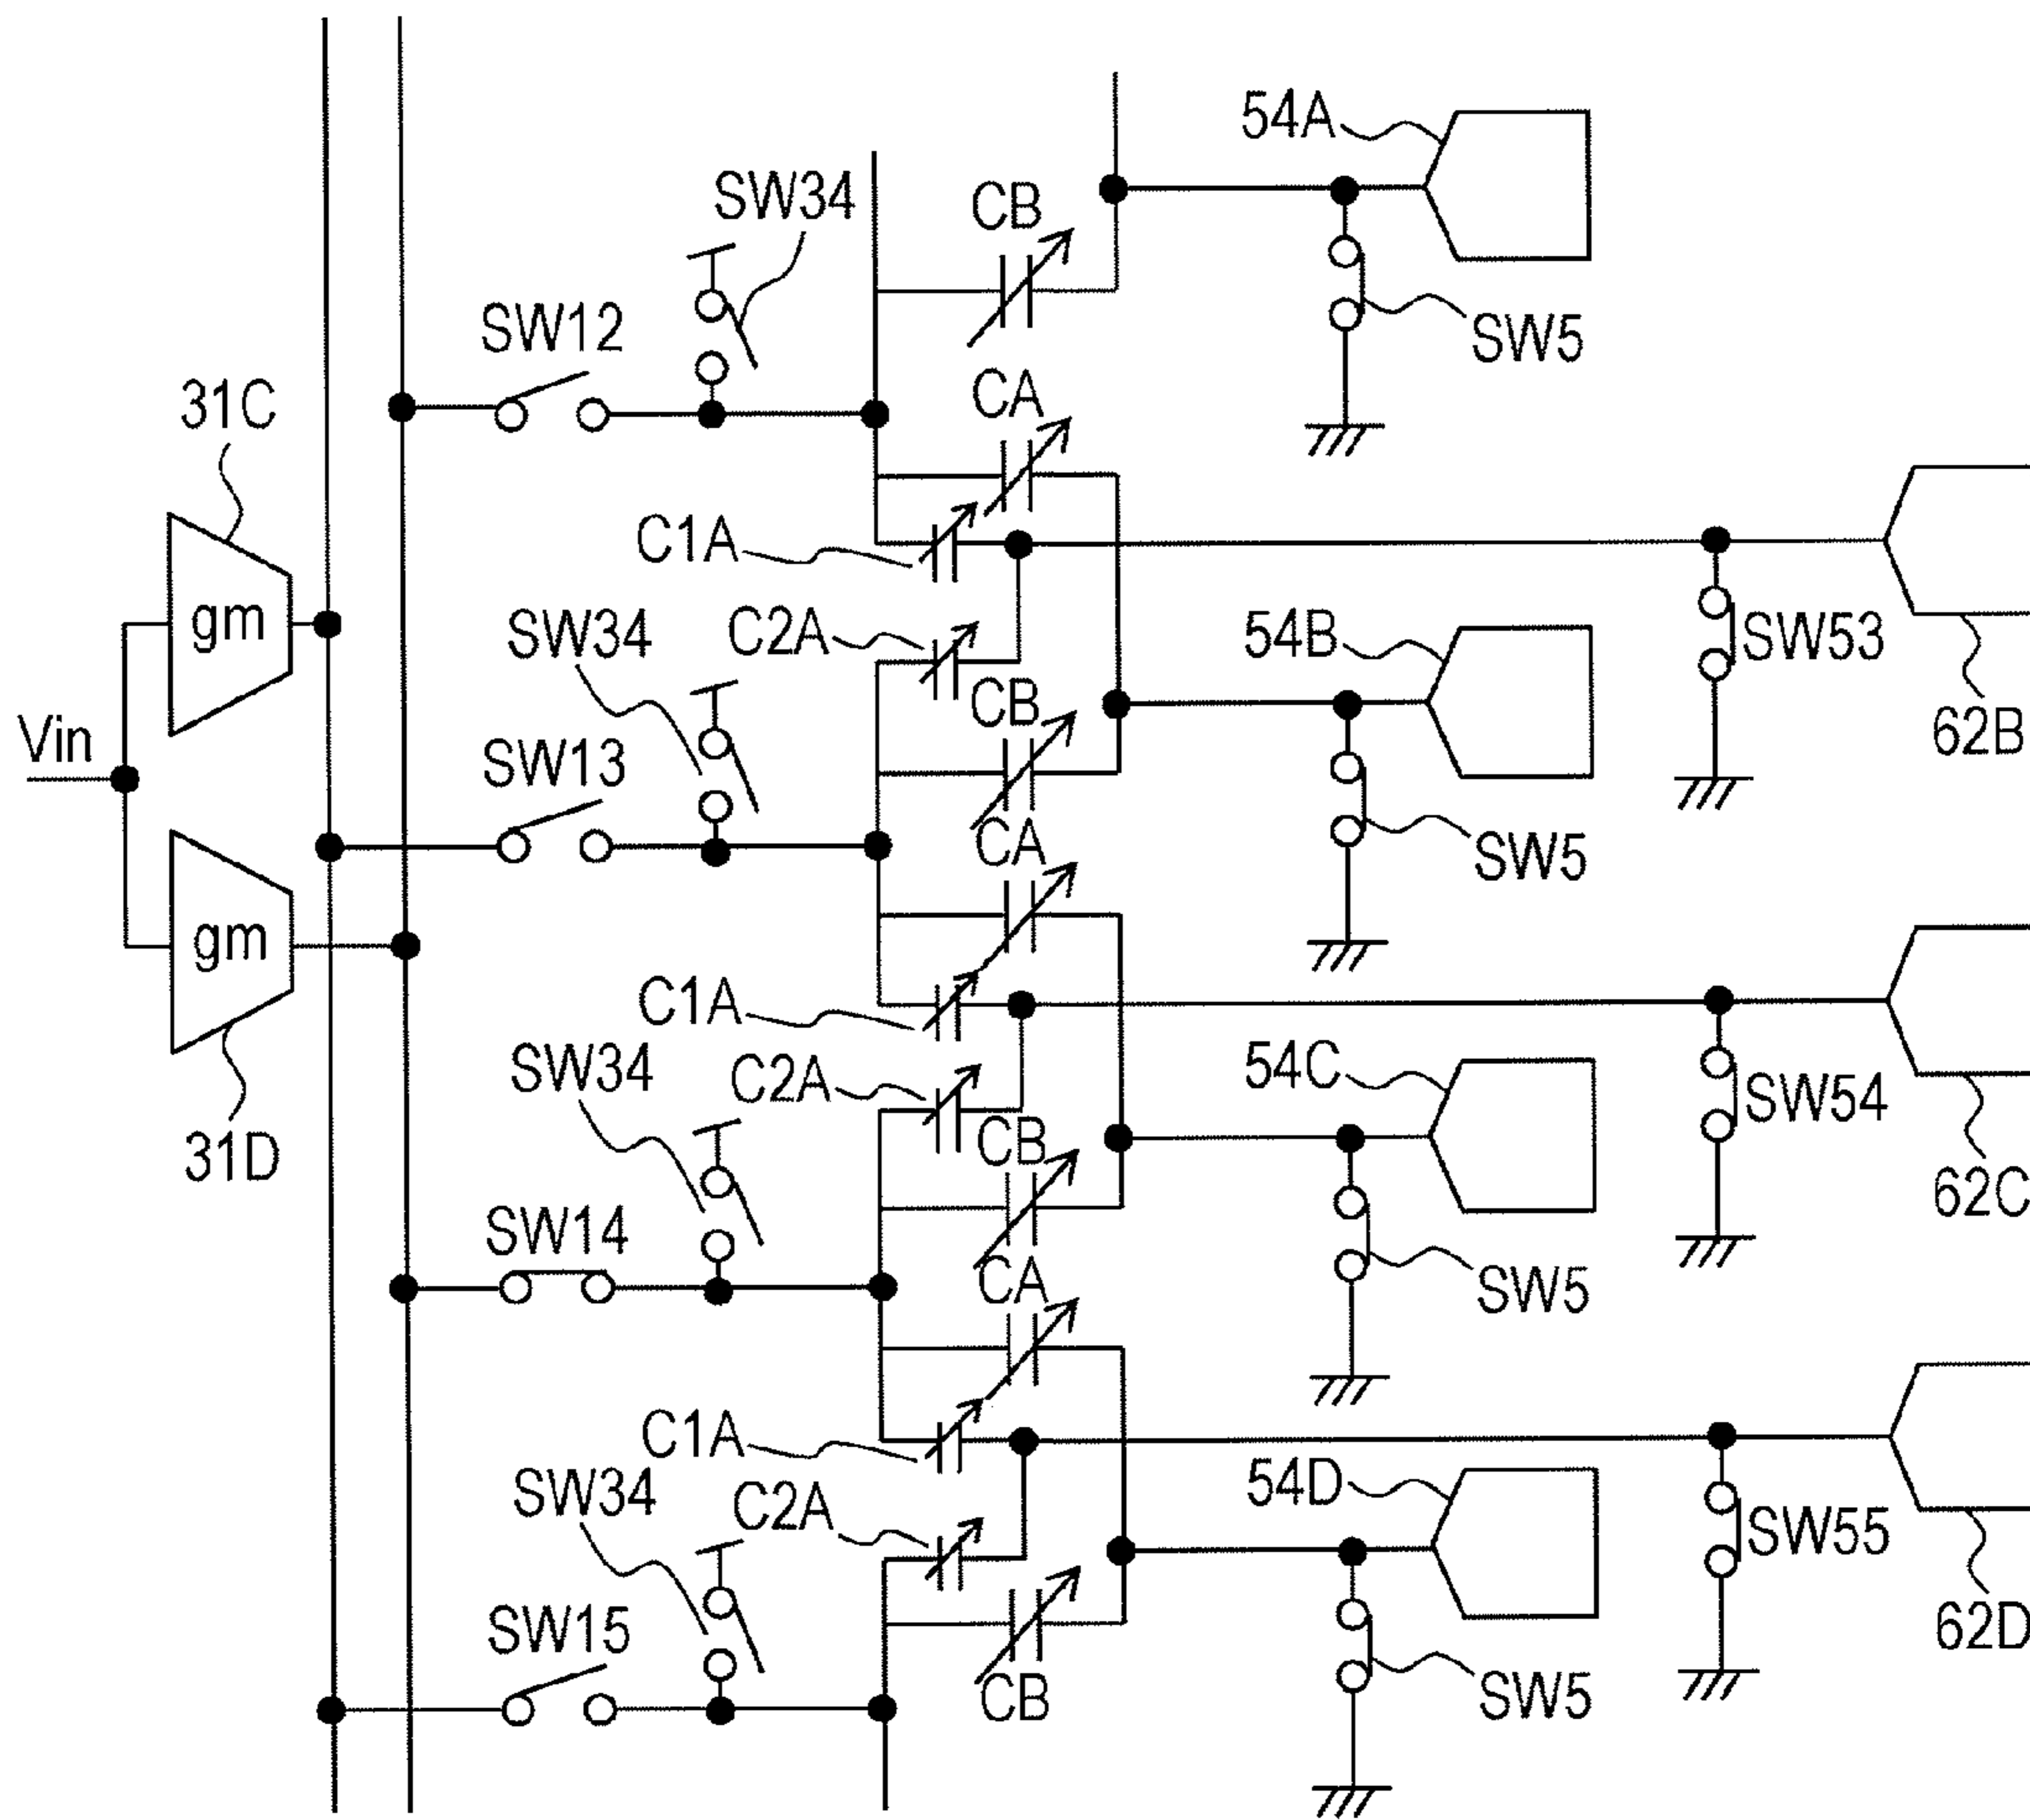 54A
SW34
CB
SW12
SW5
31C
CA
C1A
gm
SW34
C2A
54B
SW53
CB
62B
Vin
SW13
CA
SW5
gm
C1A
SW34
C2A
54C
SW54
31D
CB
62C
SW14
CA
SW5
C1A
SW34
C2A
54D
SW55
SW15
CB
SW5
62D